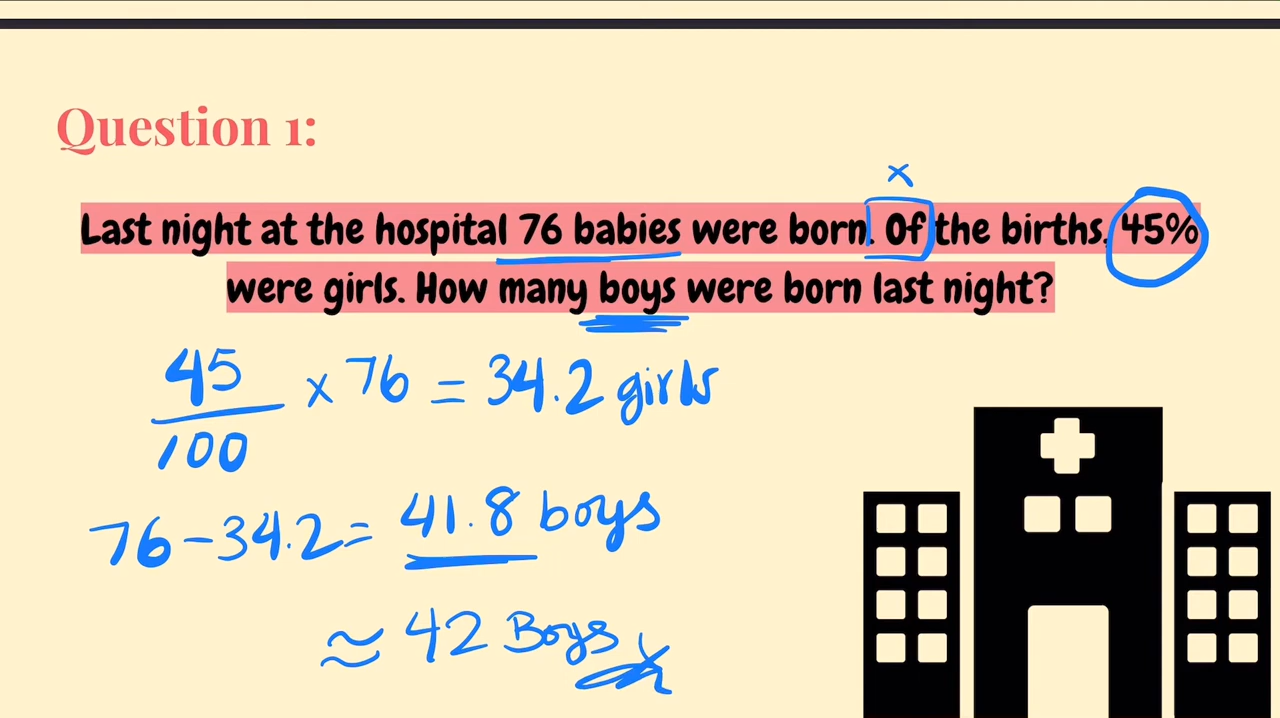 Question 1:
x
Last night at the hospital 76 babies were born. Of the births, 45%
were girls. How many boys were born last night?
45
100
x 76 = 34.2 girls
76-34.2= 41.8 boys
≈ 42 Boys